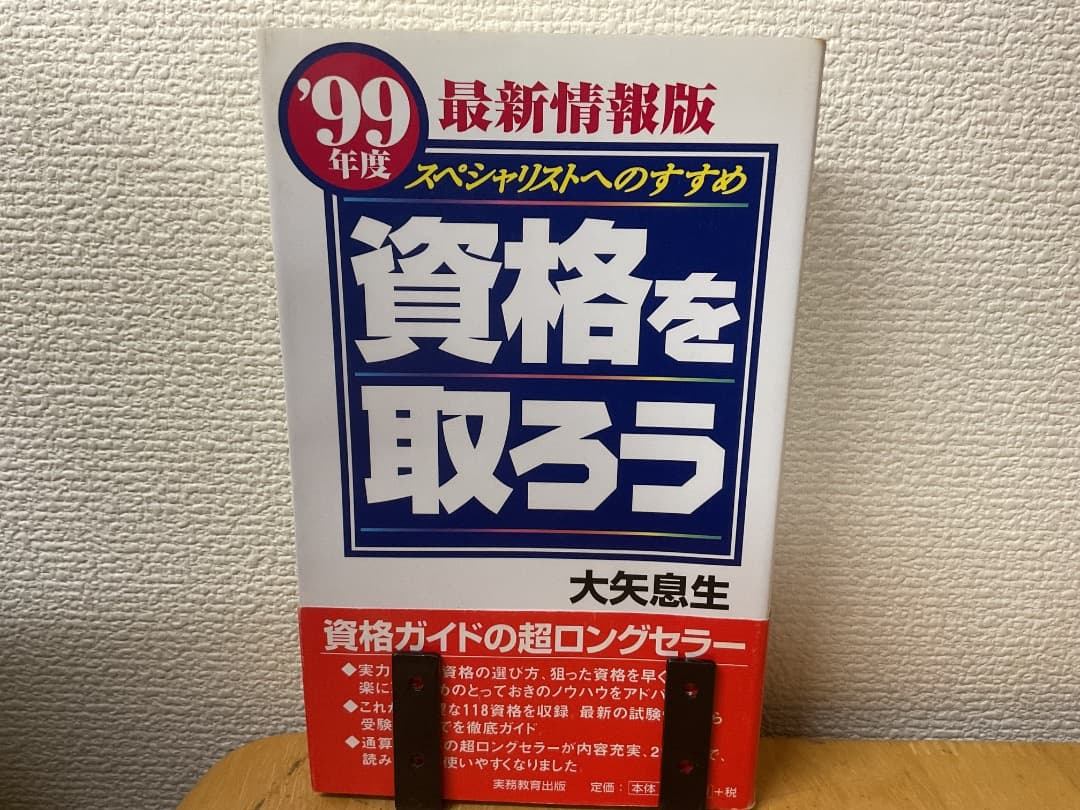 '99
年度
最新情報版
スペシャリストへのすすめ
資格を
取ろう
大矢息生
資格ガイドの超ロングセラー
◆実力 資格の選び方、狙った資格を早く
楽に めのとっておきのノウハウをアドバ
◆これか な118資格を収録。最新の試験 ら
受験 でを徹底ガイド。
◆通算 の超ロングセラーが内容充実、2 で、
読み 使いやすくなりました。
実務教育出版 定価：本体 +税